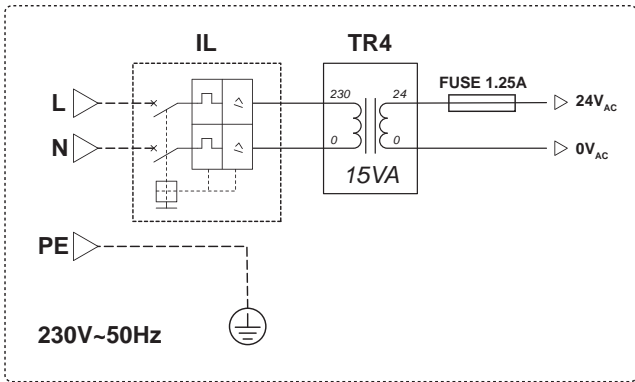 IL
TR4
FUSE 1.25A
L
230
24
24VAC
N
0
0
0VAC
15VA
PE
230V~50Hz